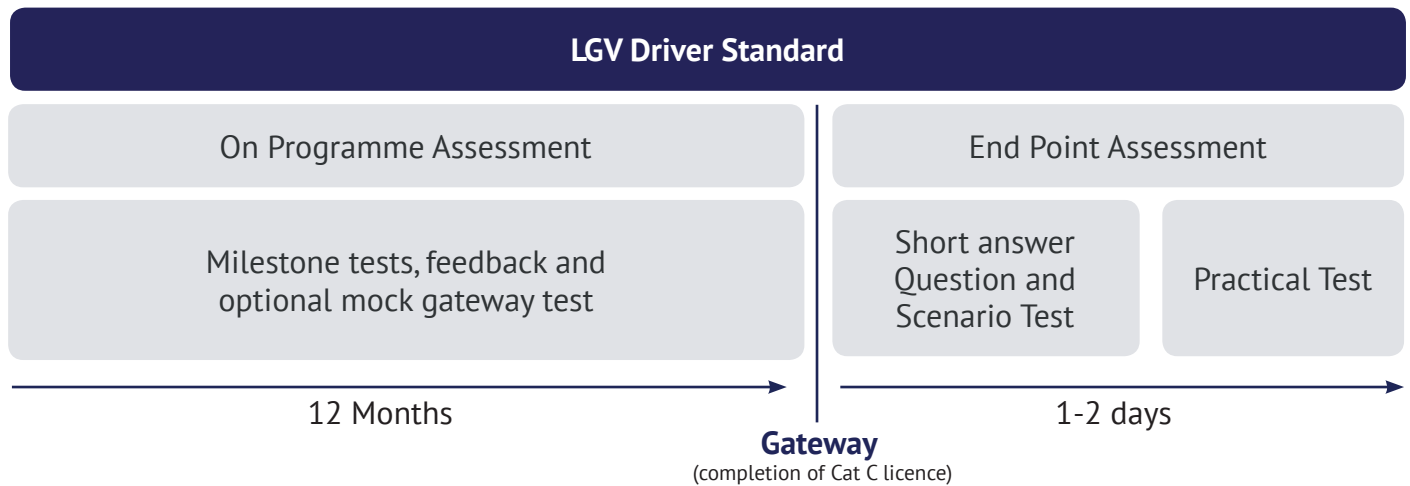 LGV Driver Standard
On Programme Assessment
End Point Assessment
Milestone tests, feedback and
optional mock gateway test
Short answer
Question and
Scenario Test
Practical Test
12 Months
1-2 days
Gateway
(completion of Cat C licence)